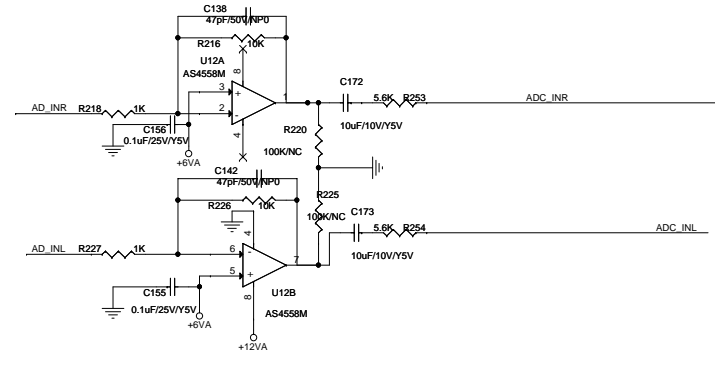 C138
47pF/50V/NP0
R216 10K
U12A
AS4558M
8
3
1
2
4
AD_INR R218 1K
C156
0.1uF/25V/Y5V
+6VA
C172
5.6K R253
ADC_INR
10uF/10V/Y5V
R220
100K/NC
C142
47pF/50V/NP0
R226 10K
R225
100K/NC
C173
5.6K R254
ADC_INL
10uF/10V/Y5V
4
AD_INL R227 1K
6
7
5
8
C155
0.1uF/25V/Y5V
+6VA
U12B
AS4558M
+12VA